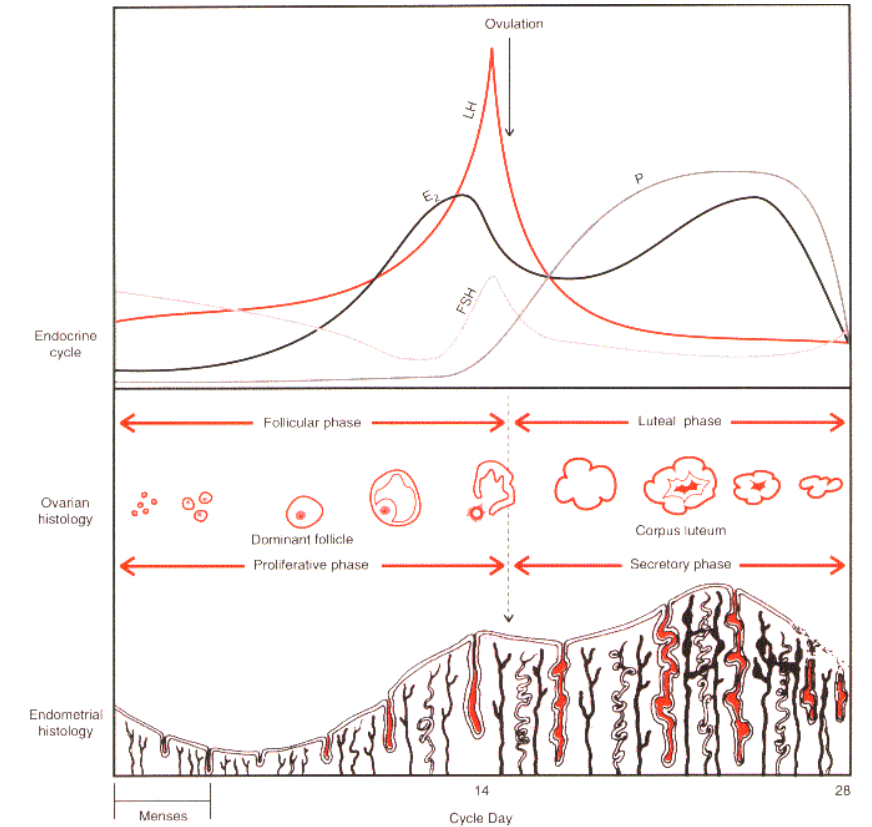 Ovulation
LH
E2
P
FSH
Endocrine
cycle
Follicular phase
Luteal phase
Ovarian
histology
Dominant follicle
Corpus luteum
Proliferative phase
Secretory phase
Endometrial
histology
14
28
Menses
Cycle Day